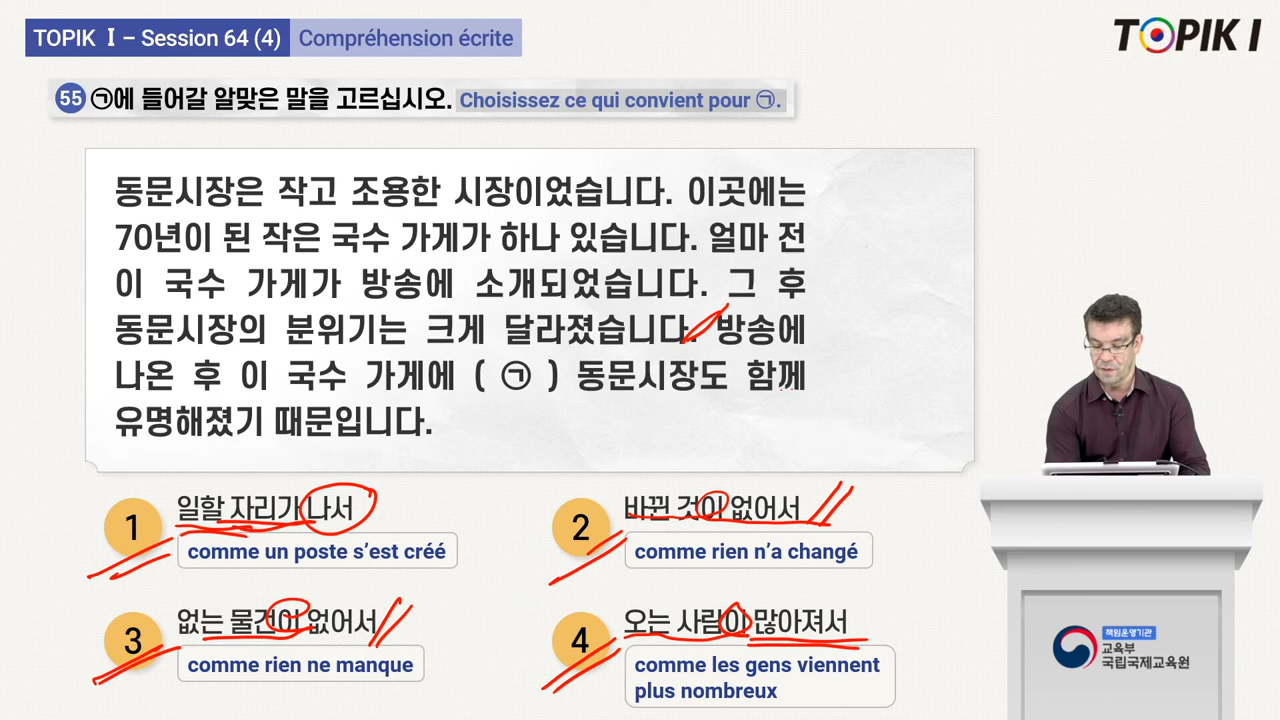 TOPIK Ⅰ – Session 64 (4) Compréhension écrite
TOPIK I
55 ㉠에 들어갈 알맞은 말을 고르십시오. Choisissez ce qui convient pour ㉠.
동문시장은 작고 조용한 시장이었습니다. 이곳에는
70년이 된 작은 국수 가게가 하나 있습니다. 얼마 전
이 국수 가게가 방송에 소개되었습니다. 그 후
동문시장의 분위기는 크게 달라졌습니다. 방송에
나온 후 이 국수 가게에 ( ㉠ ) 동문시장도 함께
유명해졌기 때문입니다.
1 일할 자리가 나서
comme un poste s’est créé
2 바뀐 것이 없어서
comme rien n’a changé
3 없는 물건이 없어서
comme rien ne manque
4 오는 사람이 많아져서
comme les gens viennent
plus nombreux
책임운영기관
교육부
국립국제교육원